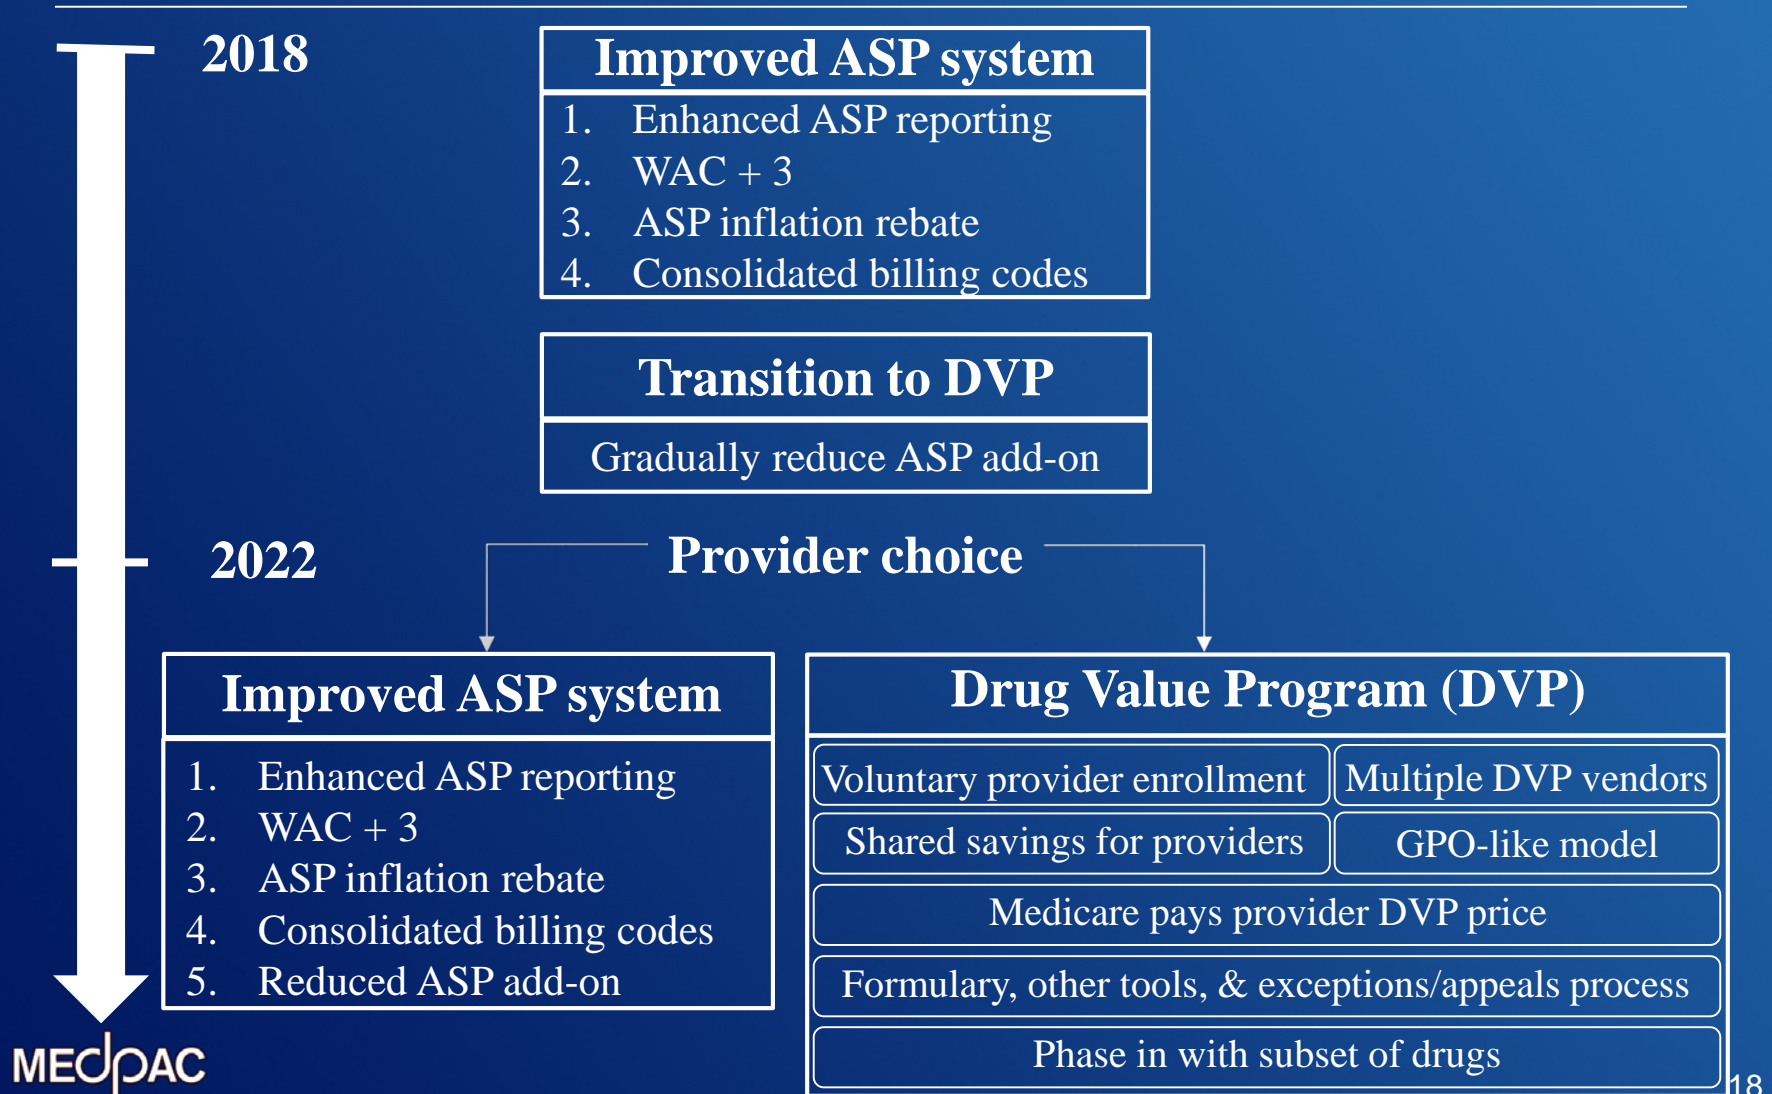 2018
Improved ASP system
1. Enhanced ASP reporting
2. WAC + 3
3. ASP inflation rebate
4. Consolidated billing codes
Transition to DVP
Gradually reduce ASP add-on
2022
Provider choice
Improved ASP system
1. Enhanced ASP reporting
2. WAC + 3
3. ASP inflation rebate
4. Consolidated billing codes
5. Reduced ASP add-on
Drug Value Program (DVP)
Voluntary provider enrollment
Multiple DVP vendors
Shared savings for providers
GPO-like model
Medicare pays provider DVP price
Formulary, other tools, & exceptions/appeals process
Phase in with subset of drugs
MEDPAC
18